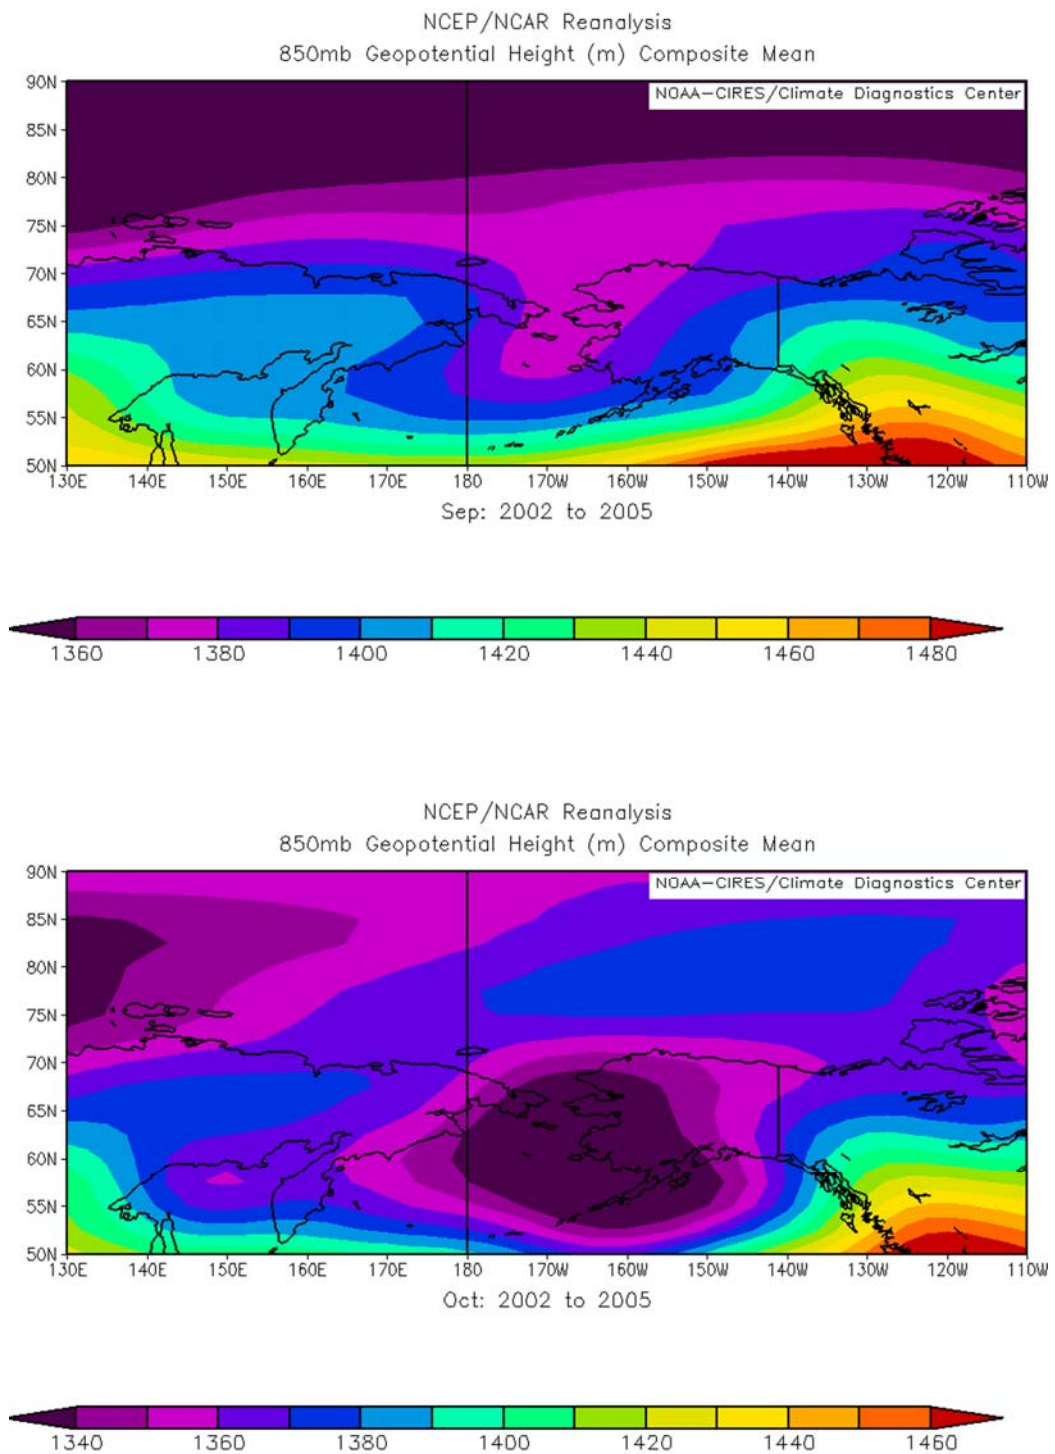 NCEP/NCAR Reanalysis
850mb Geopotential Height (m) Composite Mean
NOAA-CIRES/Climate Diagnostics Center
90N
85N
80N
75N
70N
65N
60N
55N
50N
130E 140E 150E 160E 170E 180 170W 160W 150W 140W 130W 120W 110W
Sep: 2002 to 2005
1360 1380 1400 1420 1440 1460 1480
NCEP/NCAR Reanalysis
850mb Geopotential Height (m) Composite Mean
NOAA-CIRES/Climate Diagnostics Center
90N
85N
80N
75N
70N
65N
60N
55N
50N
130E 140E 150E 160E 170E 180 170W 160W 150W 140W 130W 120W 110W
Oct: 2002 to 2005
1340 1360 1380 1400 1420 1440 1460